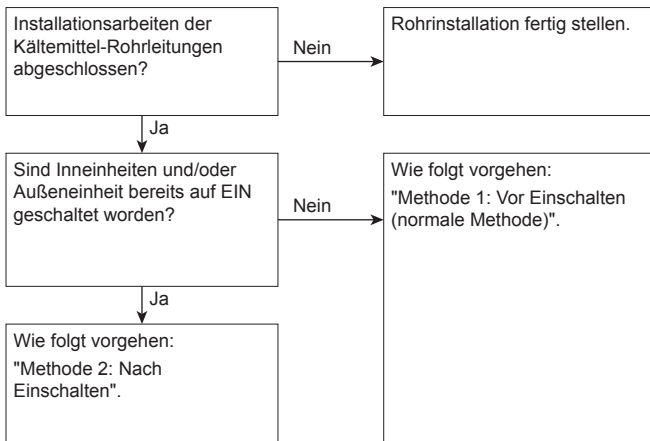 Installationsarbeiten der
Kältemittel-Rohrleitungen
abgeschlossen?
Nein
Rohrinstallation fertig stellen.
Ja
Sind Inneinheiten und/oder
Außeneinheit bereits auf EIN
geschaltet worden?
Nein
Wie folgt vorgehen:
"Methode 1: Vor Einschalten
(normale Methode)".
Ja
Wie folgt vorgehen:
"Methode 2: Nach
Einschalten".